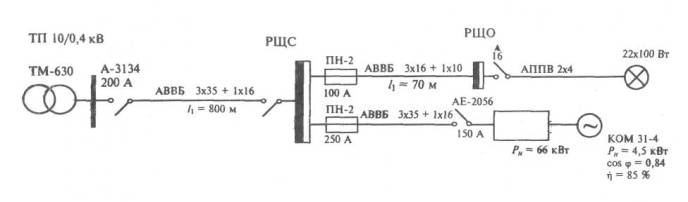 ТП 10/0,4 кВ
ТМ-630
А-3134
200 А
АВВБ 3х35 + 1х16
l₁ = 800 м
РЩС
ПН-2
100 А
АВВБ 3х16 + 1х10
l₁ = 70 м
РЩО
А
16
АППВ 2х4
22х100 Вт
ПН-2
250 А
АВВБ 3х35 + 1х16
АЕ-2056
150 А
Pн = 66 кВт
КОМ 31-4
Pн = 4,5 кВт
cos φ = 0,84
ή = 85 %